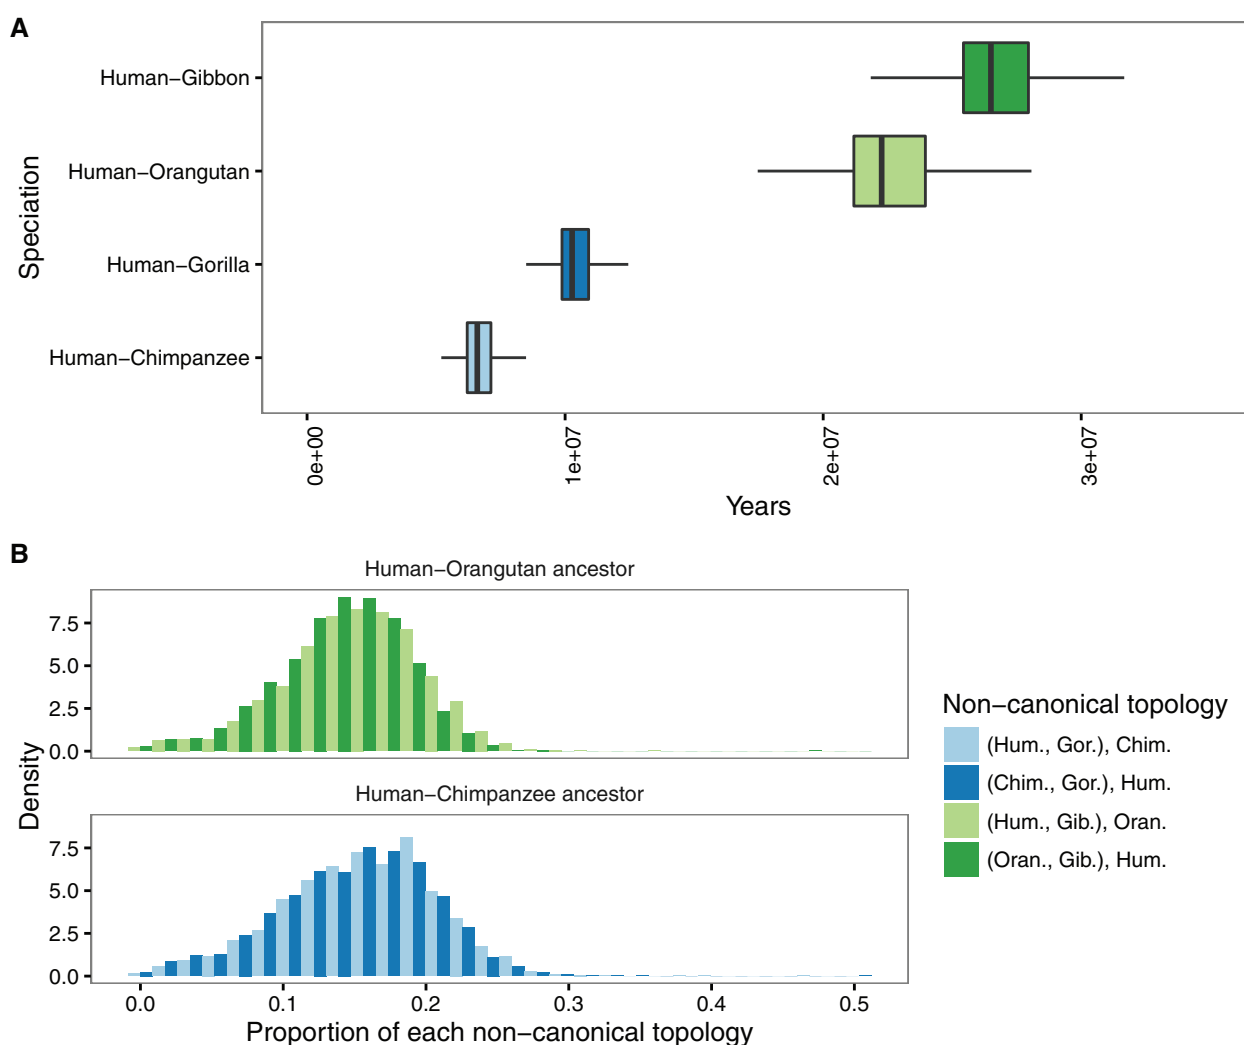 A
Speciation
Human−Gibbon
Human−Orangutan
Human−Gorilla
Human−Chimpanzee
0e+00
1e+07
2e+07
3e+07
Years
B
Human−Orangutan ancestor
7.5
5.0
2.5
0.0
Density
Human−Chimpanzee ancestor
7.5
5.0
2.5
0.0
0.0 0.1 0.2 0.3 0.4 0.5
Proportion of each non−canonical topology
Non−canonical topology
(Hum., Gor.), Chim.
(Chim., Gor.), Hum.
(Hum., Gib.), Oran.
(Oran., Gib.), Hum.